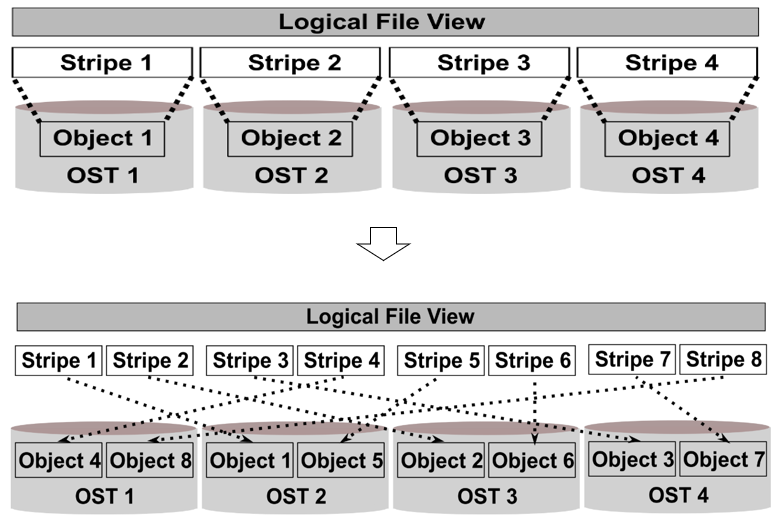 Logical File View
Stripe 1 Stripe 2 Stripe 3 Stripe 4
Object 1 Object 2 Object 3 Object 4
OST 1 OST 2 OST 3 OST 4
Logical File View
Stripe 1 Stripe 2 Stripe 3 Stripe 4 Stripe 5 Stripe 6 Stripe 7 Stripe 8
Object 4 Object 8 Object 1 Object 5 Object 2 Object 6 Object 3 Object 7
OST 1 OST 2 OST 3 OST 4